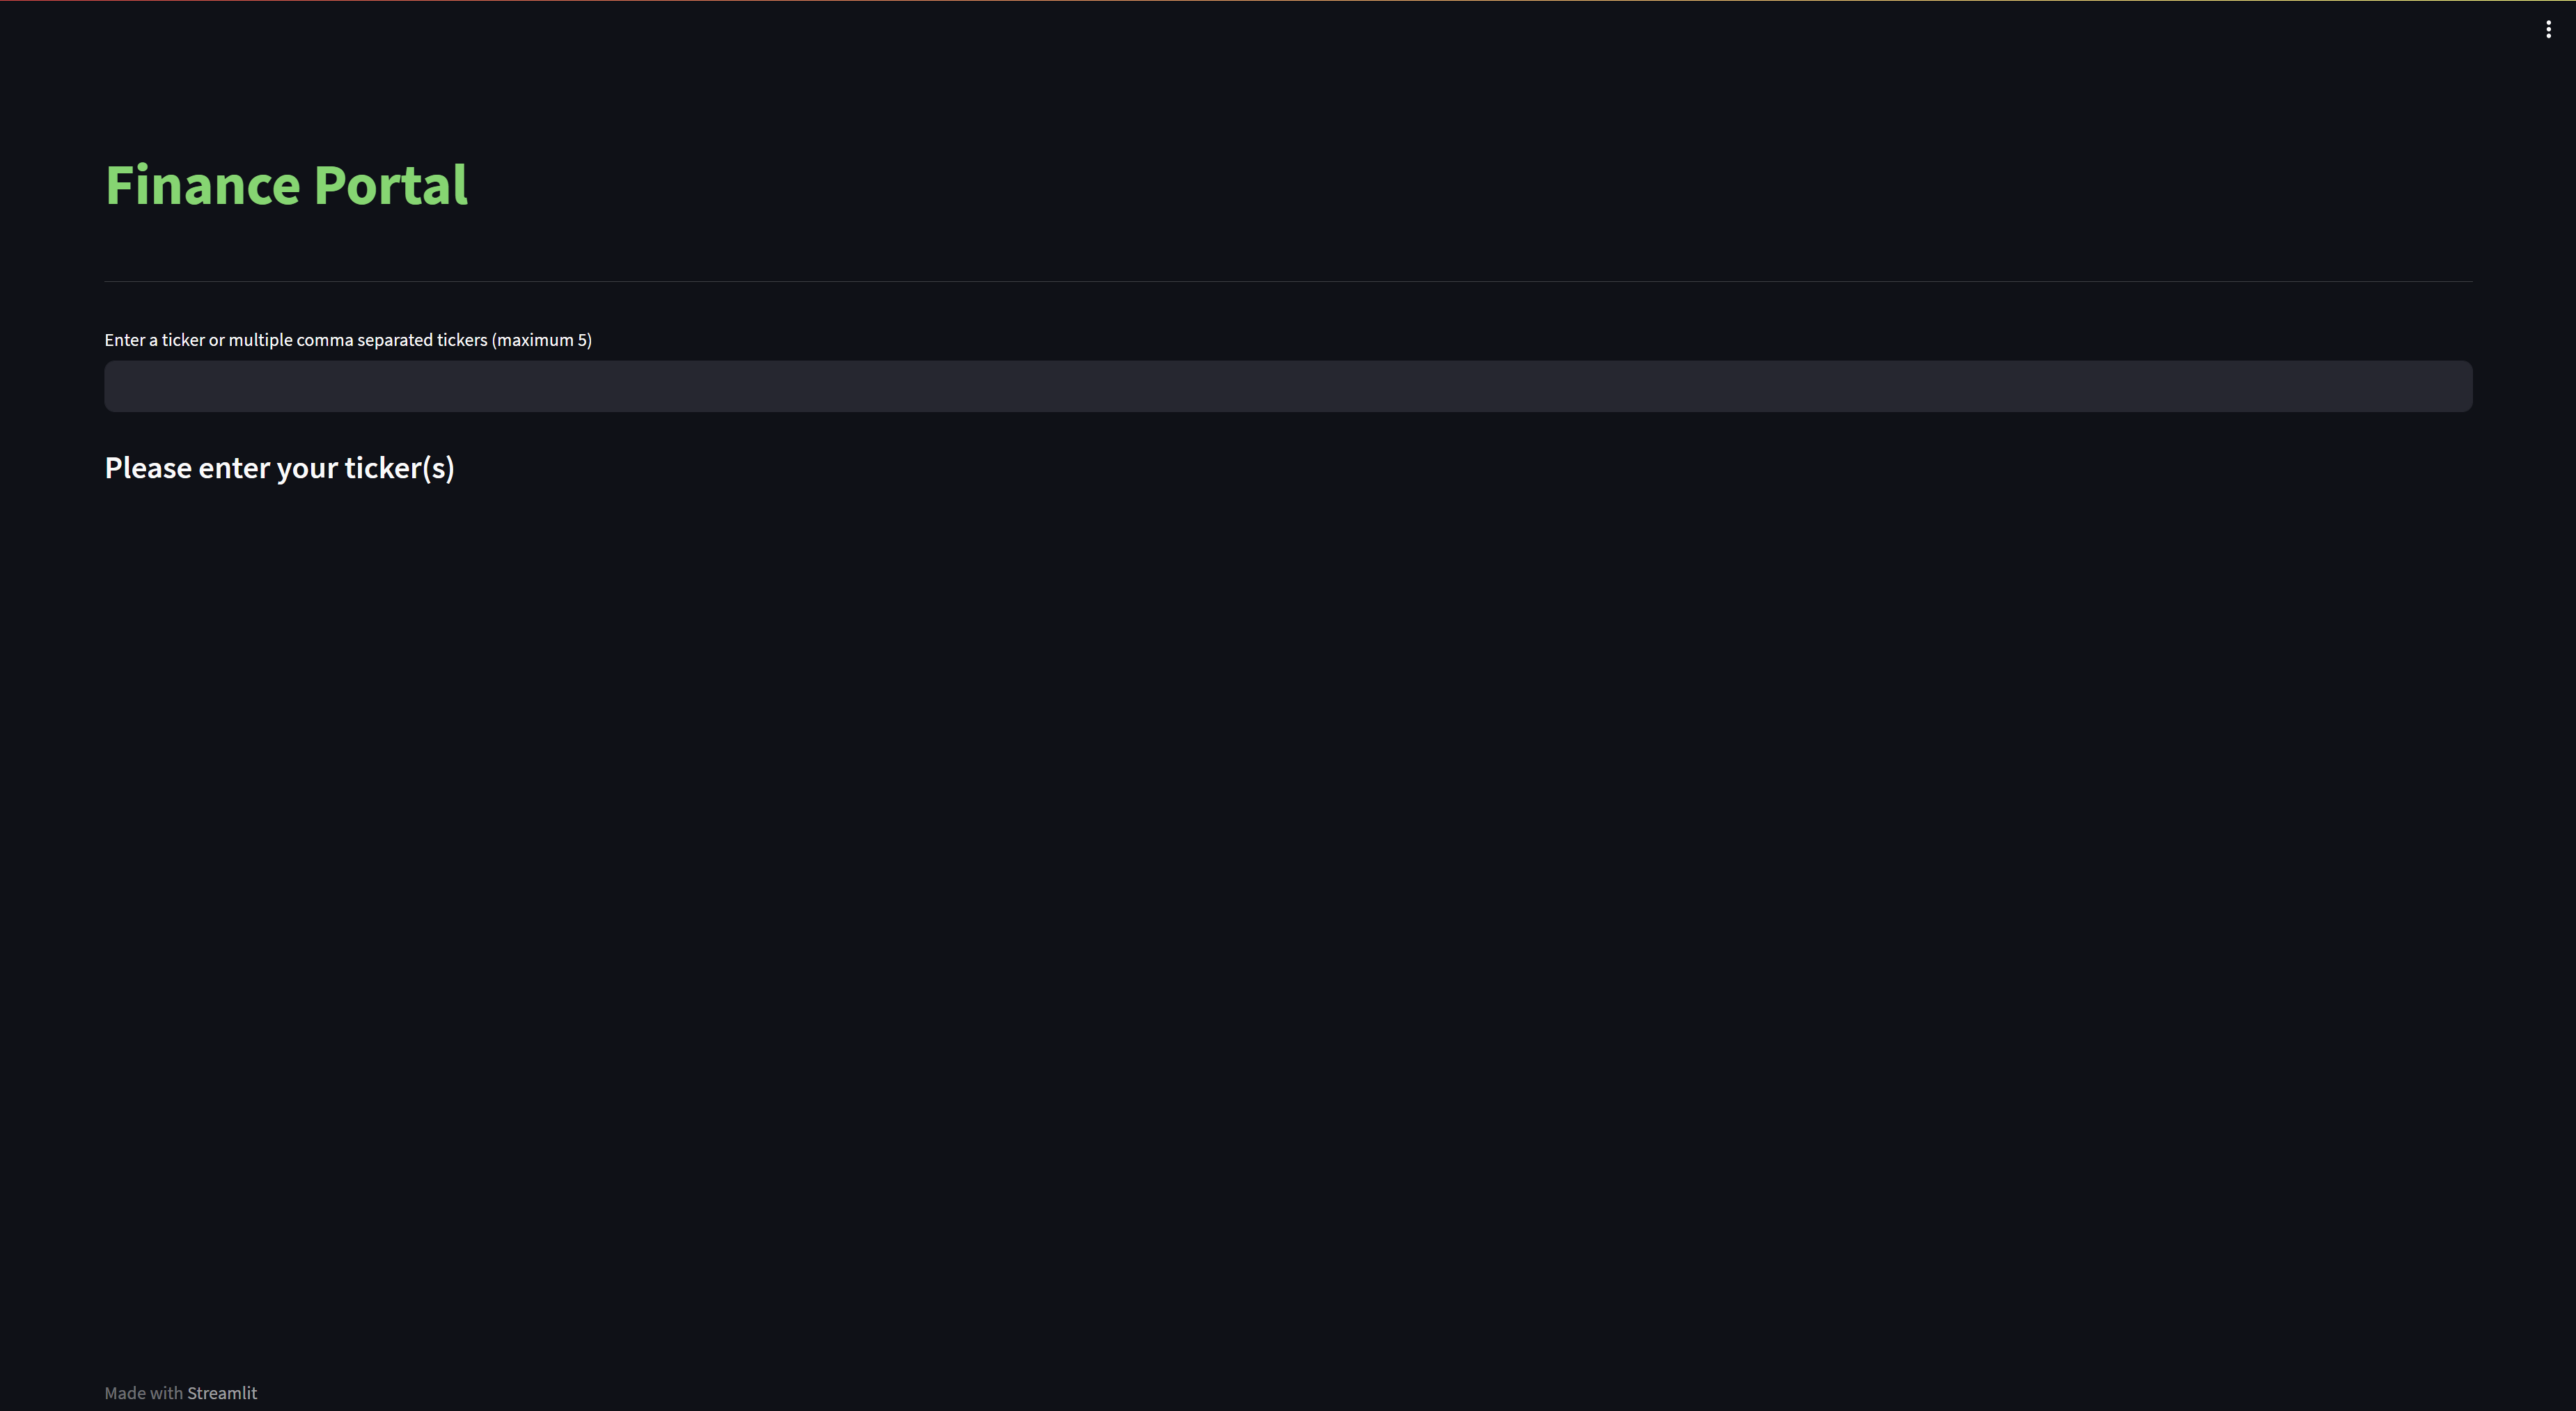 Finance Portal
Enter a ticker or multiple comma separated tickers (maximum 5)
Please enter your ticker(s)
Made with Streamlit